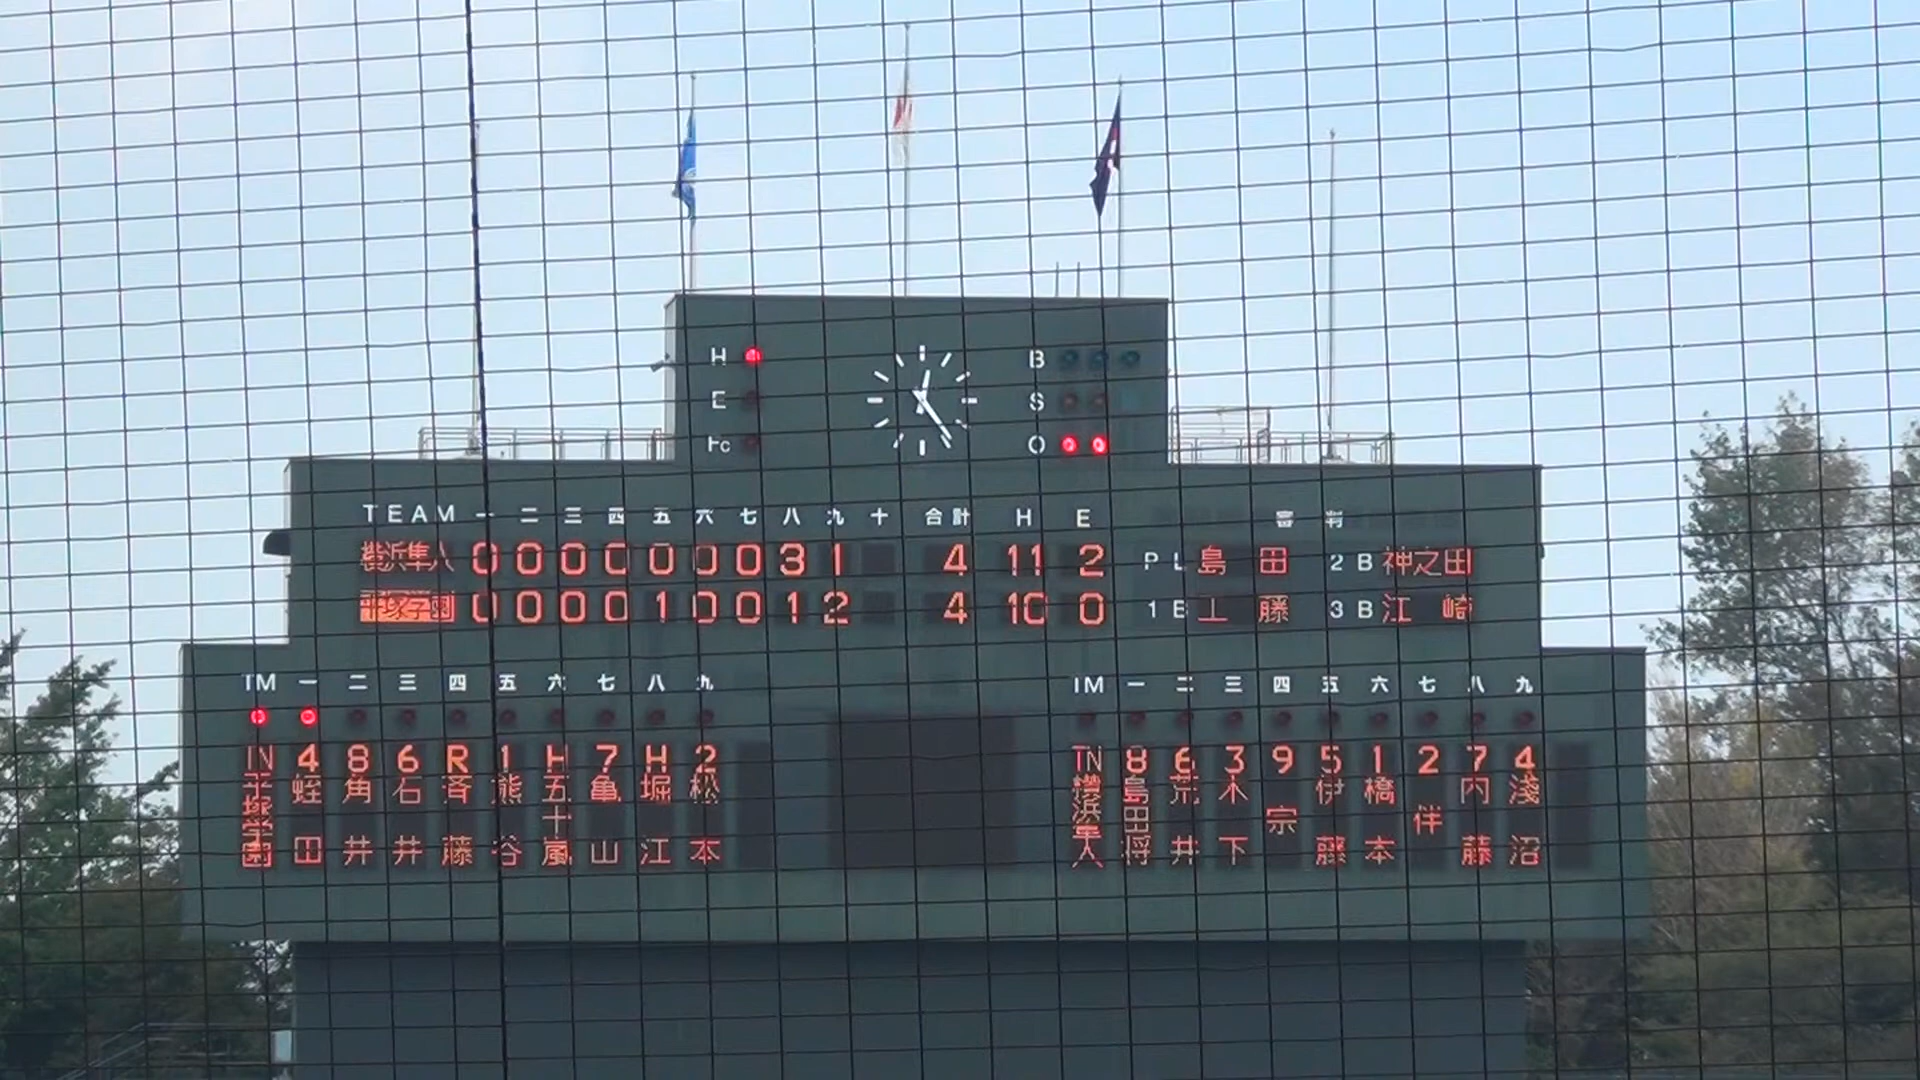 H B
E S
Fc O
TEAM 一 二 三 四 五 六 七 八 九 十 合計 H E 審判
横浜隼人 0 0 0 0 0 0 0 3 1 4 11 2 PL 島田 2B 神之田
平塚学園 0 0 0 0 1 0 0 1 2 4 10 0 1B 工藤 3B 江崎
TM 一 二 三 四 五 六 七 八 九 TM 一 二 三 四 五 六 七 八 九
IN 4 8 6 R 1 H 7 H 2 IN 8 6 3 9 5 1 2 7 4
平塚学園 蛭田 角井 石井 斉藤 熊谷 五十嵐 亀山 堀江 松本 横浜隼人 島田将 荒井 木下 宗 伊藤 橋本 伴 内藤 淺沼